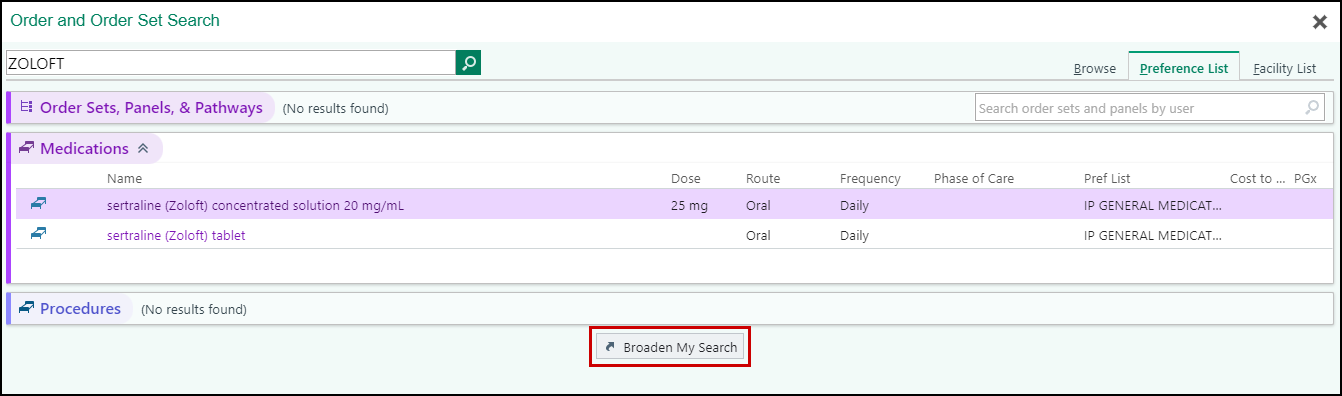 Order and Order Set Search
ZOLOFT
Browse Preference List Facility List
Order Sets, Panels, & Pathways (No results found) Search order sets and panels by user
Medications
Name Dose Route Frequency Phase of Care Pref List Cost to ... PGx
sertraline (Zoloft) concentrated solution 20 mg/mL 25 mg Oral Daily IP GENERAL MEDICAT...
sertraline (Zoloft) tablet Oral Daily IP GENERAL MEDICAT...
Procedures (No results found)
Broaden My Search